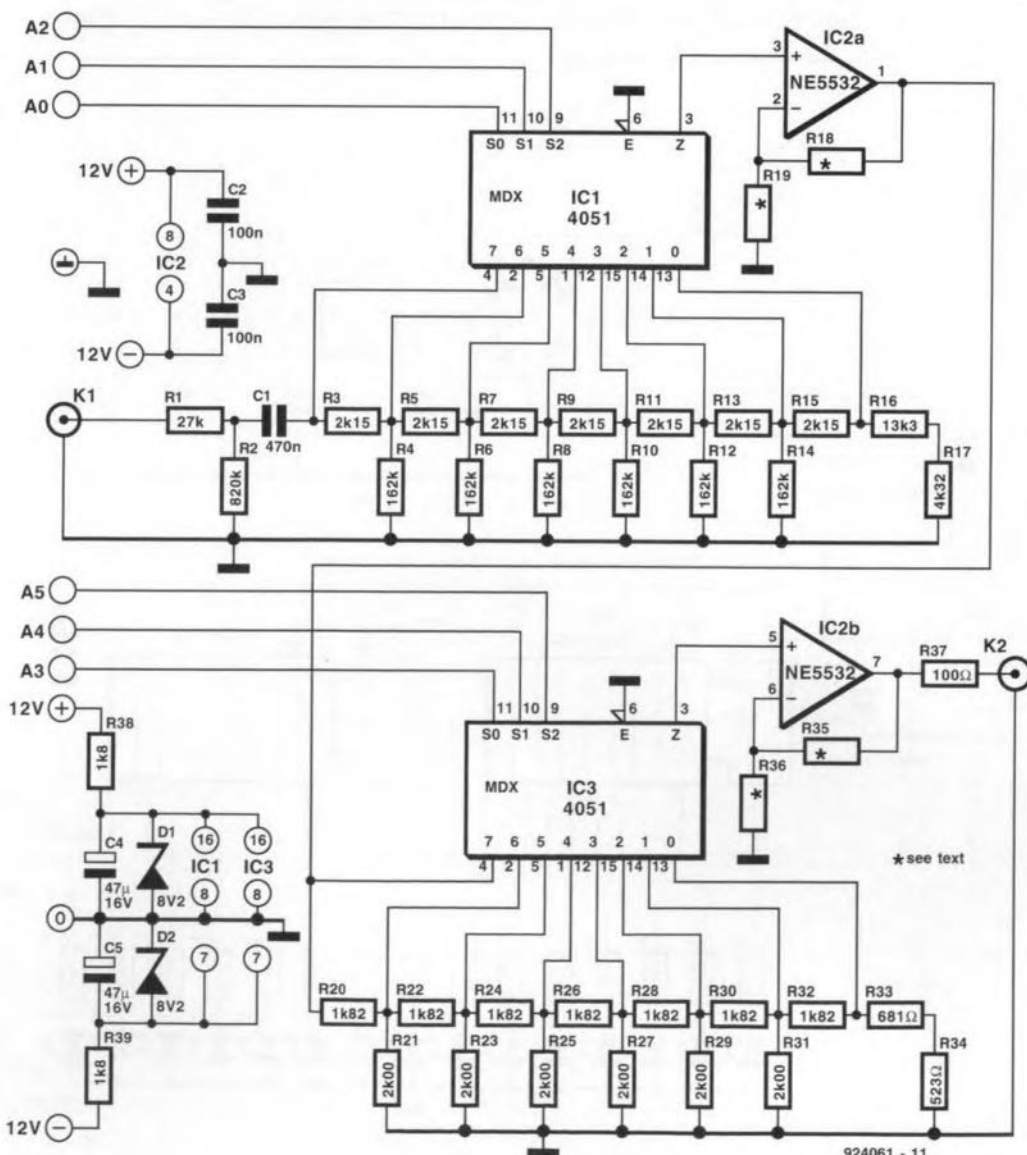 A2
A1
A0
12V +
12V −
C2
100n
C3
100n
8
IC2
4
11 10 9 6 3
S0 S1 S2 E Z
MDX
IC1
4051
7 6 5 4 3 2 1 0
4 2 5 1 12 15 14 13
IC2a
3 +
NE5532
1
2 −
R18
*
R19
*
K1
R1
27k
C1
470n
R2
820k
R3
2k15
R5
2k15
R7
2k15
R9
2k15
R11
2k15
R13
2k15
R15
2k15
R16
13k3
R4
162k
R6
162k
R8
162k
R10
162k
R12
162k
R14
162k
R17
4k32
A5
A4
A3
12V +
R38
1k8
C4
47µ
16V
D1
8V2
16
IC1
8
16
IC3
8
0
C5
47µ
16V
D2
8V2
7
7
R39
1k8
12V −
11 10 9 6 3
S0 S1 S2 E Z
MDX
IC3
4051
7 6 5 4 3 2 1 0
4 2 5 1 12 15 14 13
IC2b
5 +
NE5532
7
6 −
R35
*
R36
*
R37
100Ω
K2
* see text
R20
1k82
R22
1k82
R24
1k82
R26
1k82
R28
1k82
R30
1k82
R32
1k82
R33
681Ω
R21
2k00
R23
2k00
R25
2k00
R27
2k00
R29
2k00
R31
2k00
R34
523Ω
924061 - 11